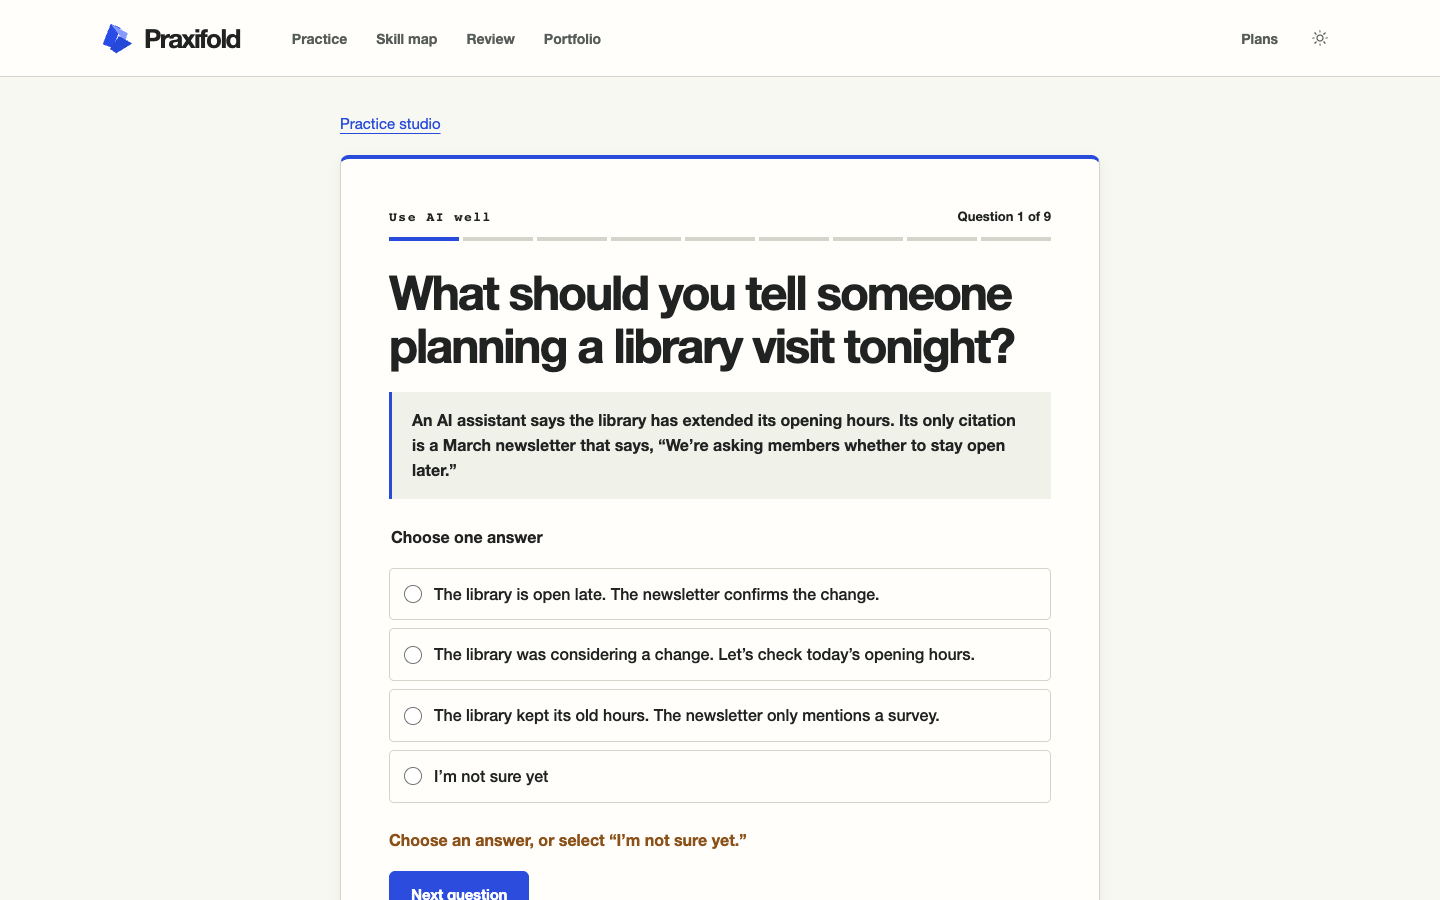 Praxifold
Practice
Skill map
Review
Portfolio
Plans
Practice studio
Use AI well
Question 1 of 9
What should you tell someone
planning a library visit tonight?
An AI assistant says the library has extended its opening hours. Its only citation
is a March newsletter that says, “We’re asking members whether to stay open
later.”
Choose one answer
The library is open late. The newsletter confirms the change.
The library was considering a change. Let’s check today’s opening hours.
The library kept its old hours. The newsletter only mentions a survey.
I’m not sure yet
Choose an answer, or select “I’m not sure yet.”
Next question